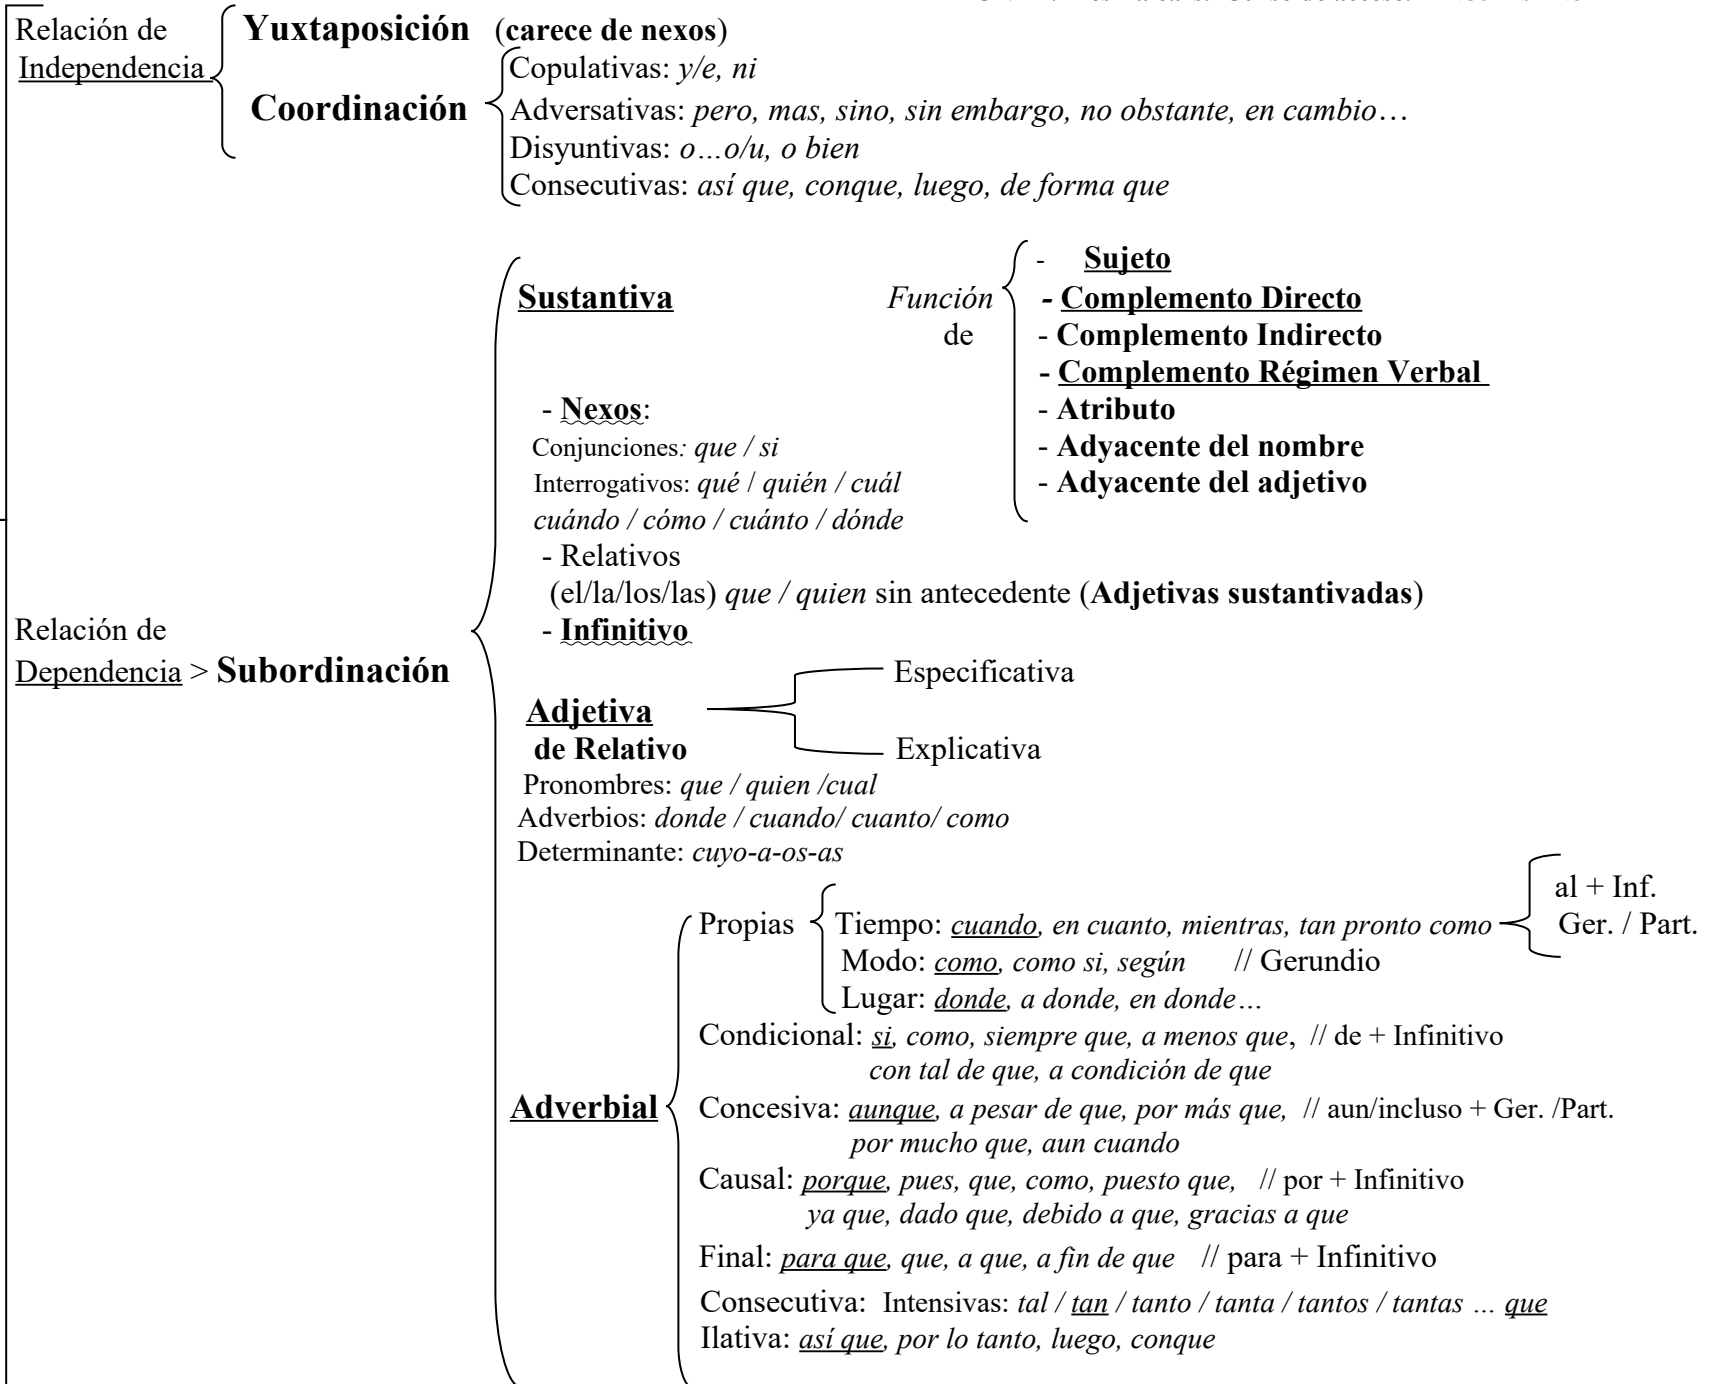 Relación de Yuxtaposición (carece de nexos)
Independencia
Copulativas: y/e, ni
Coordinación Adversativas: pero, mas, sino, sin embargo, no obstante, en cambio…
Disyuntivas: o…o/u, o bien
Consecutivas: así que, conque, luego, de forma que
- Sujeto
Sustantiva Función - Complemento Directo
de - Complemento Indirecto
- Complemento Régimen Verbal
- Nexos: - Atributo
Conjunciones: que / si - Adyacente del nombre
Interrogativos: qué / quién / cuál - Adyacente del adjetivo
cuándo / cómo / cuánto / dónde
- Relativos
(el/la/los/las) que / quien sin antecedente (Adjetivas sustantivadas)
Relación de - Infinitivo
Dependencia > Subordinación Especificativa
Adjetiva
de Relativo Explicativa
Pronombres: que / quien /cual
Adverbios: donde / cuando/ cuanto/ como
Determinante: cuyo-a-os-as
al + Inf.
Propias Tiempo: cuando, en cuanto, mientras, tan pronto como Ger. / Part.
Modo: como, como si, según // Gerundio
Lugar: donde, a donde, en donde…
Condicional: si, como, siempre que, a menos que, // de + Infinitivo
con tal de que, a condición de que
Adverbial Concesiva: aunque, a pesar de que, por más que, // aun/incluso + Ger. /Part.
por mucho que, aun cuando
Causal: porque, pues, que, como, puesto que, // por + Infinitivo
ya que, dado que, debido a que, gracias a que
Final: para que, que, a que, a fin de que // para + Infinitivo
Consecutiva: Intensivas: tal / tan / tanto / tanta / tantos / tantas ... que
Ilativa: así que, por lo tanto, luego, conque